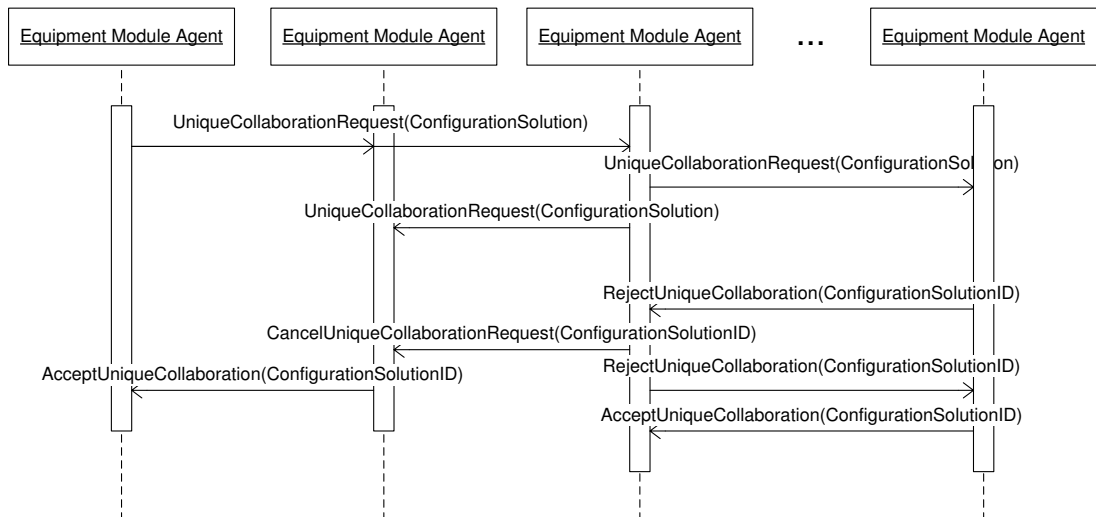 Equipment Module Agent
Equipment Module Agent
Equipment Module Agent
...
Equipment Module Agent
UniqueCollaborationRequest(ConfigurationSolution)
UniqueCollaborationRequest(ConfigurationSolution)
UniqueCollaborationRequest(ConfigurationSolution)
RejectUniqueCollaboration(ConfigurationSolutionID)
CancelUniqueCollaborationRequest(ConfigurationSolutionID)
RejectUniqueCollaboration(ConfigurationSolutionID)
AcceptUniqueCollaboration(ConfigurationSolutionID)
AcceptUniqueCollaboration(ConfigurationSolutionID)